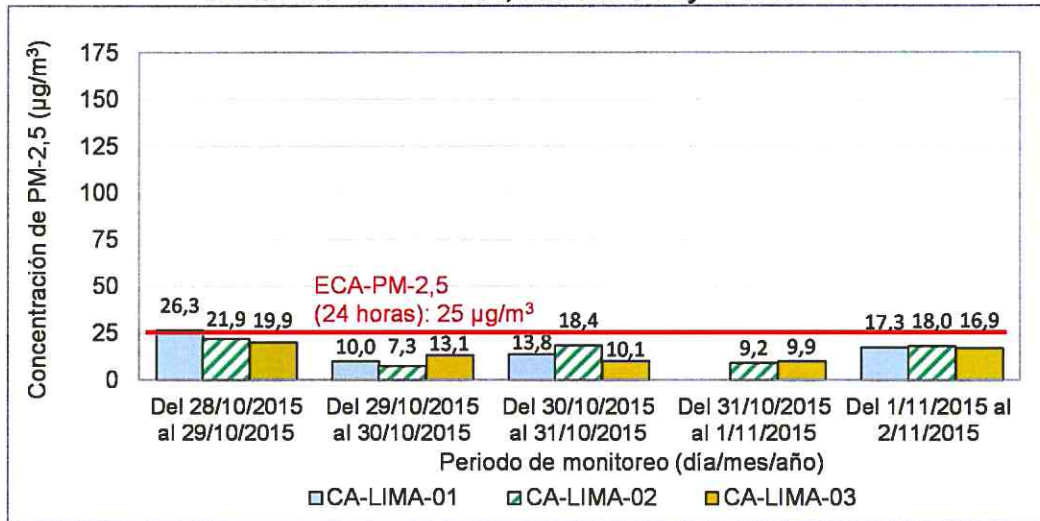 Concentración de PM-2,5 (µg/m³)
175
150
125
100
75
50
25
0
ECA-PM-2,5
(24 horas): 25 µg/m³
26,3 21,9 19,9
10,0 7,3 13,1
13,8 18,4 10,1
9,2 9,9
17,3 18,0 16,9
Del 28/10/2015
al 29/10/2015
Del 29/10/2015
al 30/10/2015
Del 30/10/2015
al 31/10/2015
Del 31/10/2015
al 1/11/2015
Del 1/11/2015 al
2/11/2015
Periodo de monitoreo (día/mes/año)
CA-LIMA-01 CA-LIMA-02 CA-LIMA-03